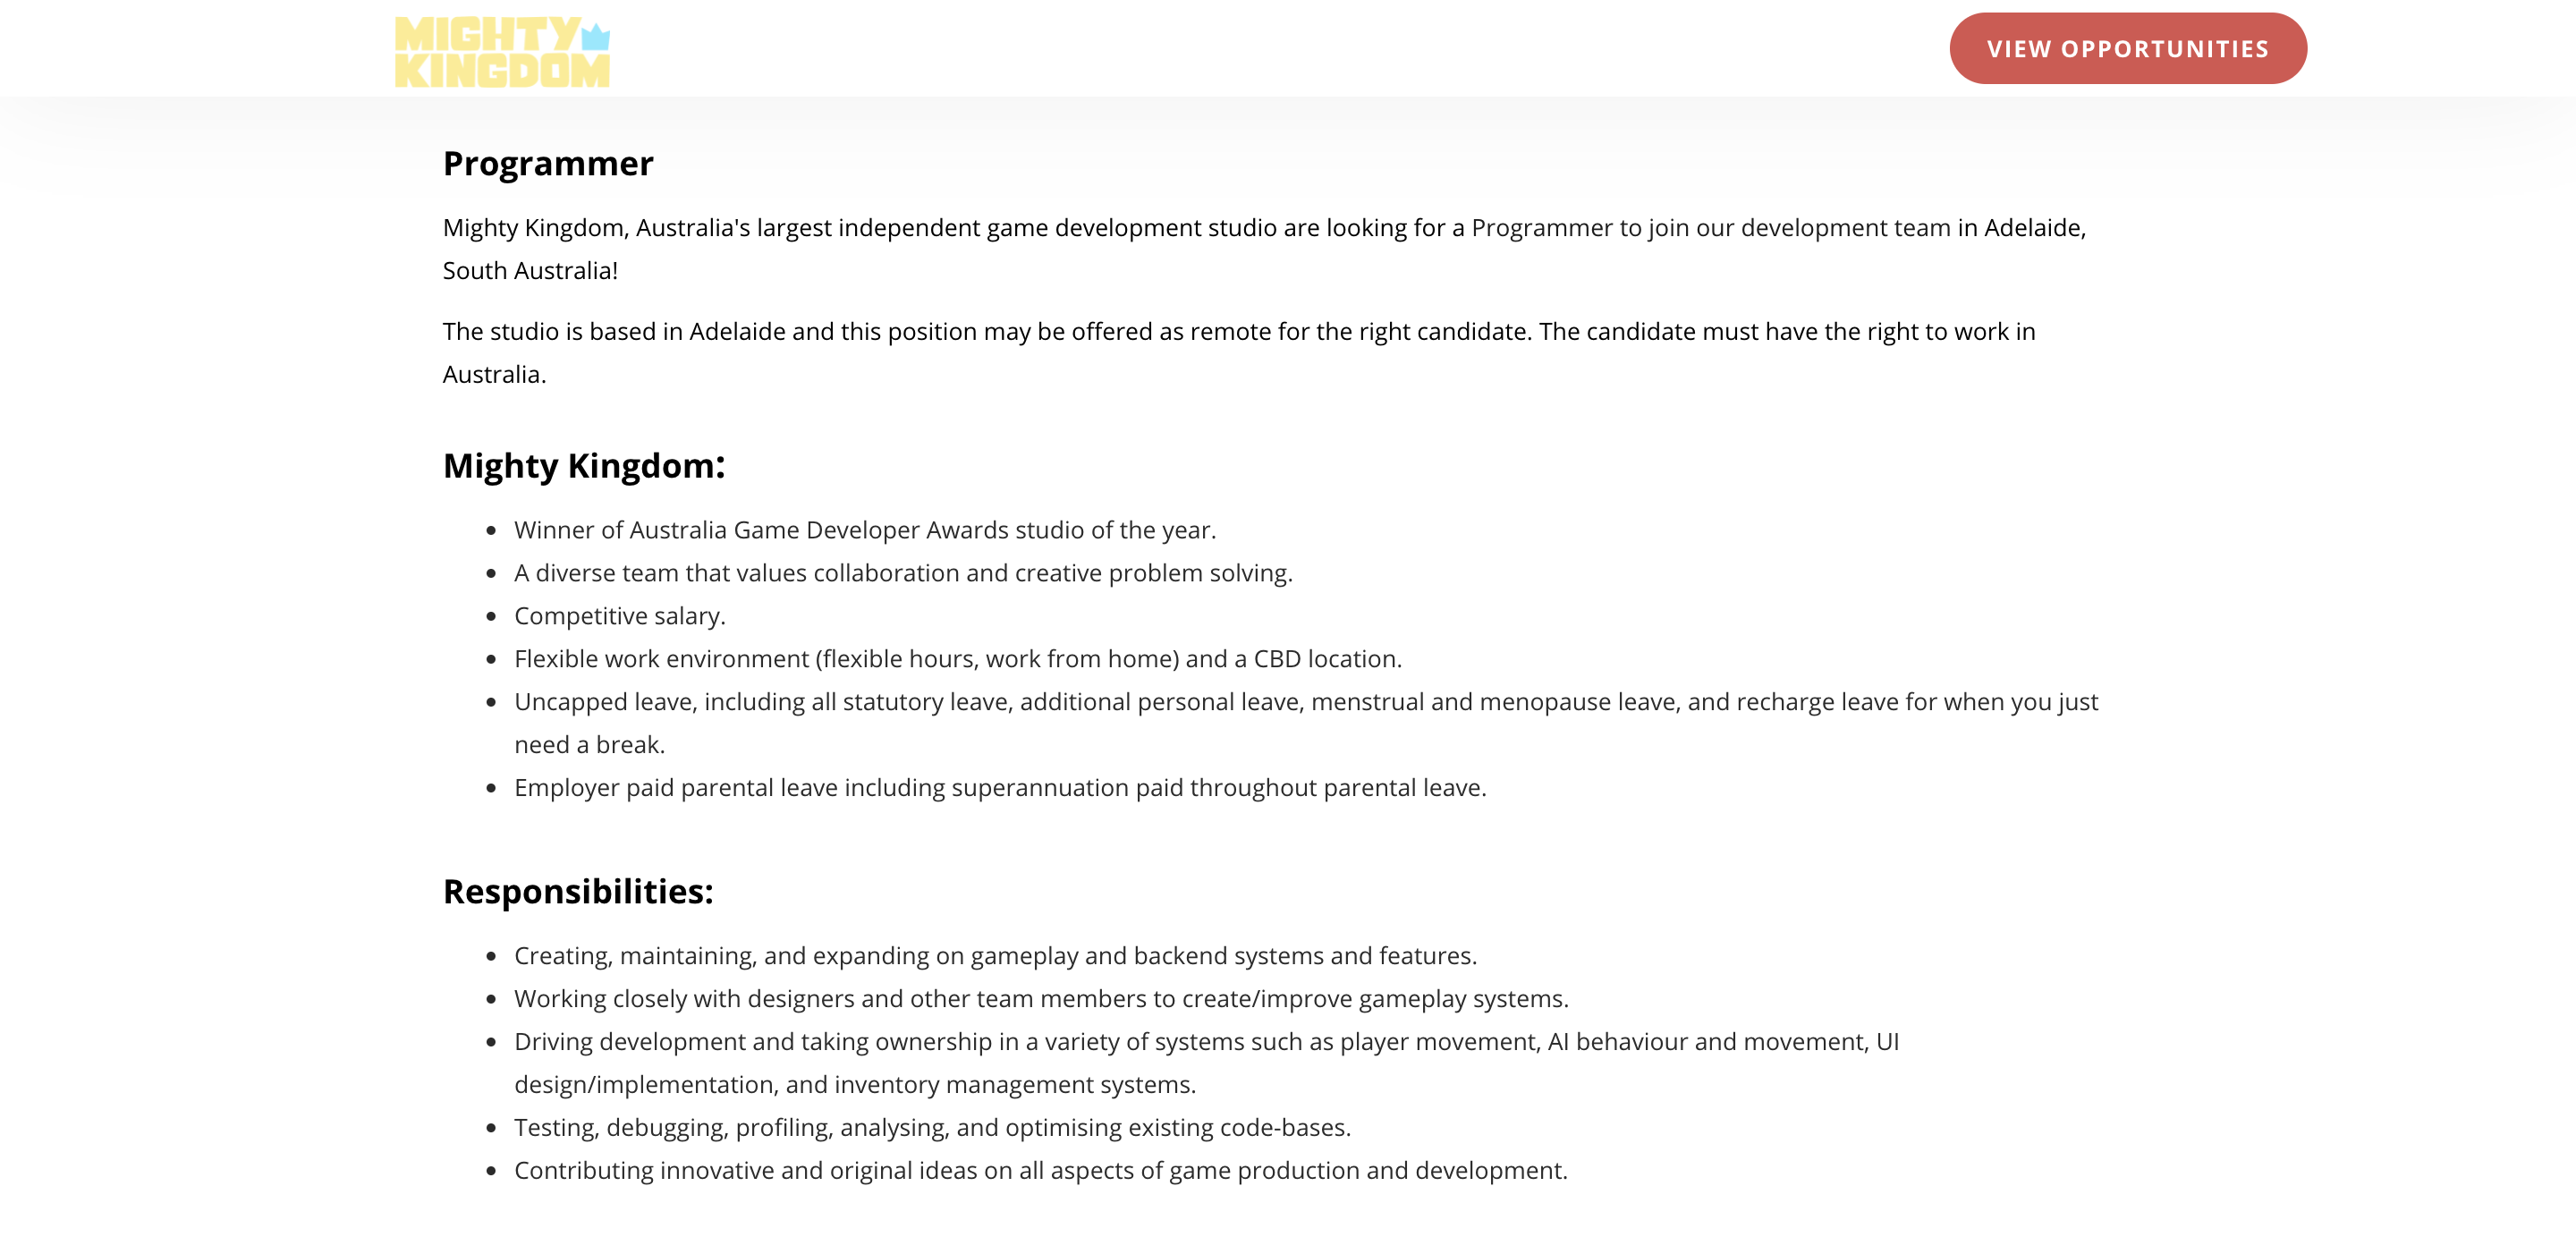 MIGHTY
KINGDOM
VIEW OPPORTUNITIES
Programmer
Mighty Kingdom, Australia's largest independent game development studio are looking for a Programmer to join our development team in Adelaide,
South Australia!
The studio is based in Adelaide and this position may be offered as remote for the right candidate. The candidate must have the right to work in
Australia.
Mighty Kingdom:
• Winner of Australia Game Developer Awards studio of the year.
• A diverse team that values collaboration and creative problem solving.
• Competitive salary.
• Flexible work environment (flexible hours, work from home) and a CBD location.
• Uncapped leave, including all statutory leave, additional personal leave, menstrual and menopause leave, and recharge leave for when you just
need a break.
• Employer paid parental leave including superannuation paid throughout parental leave.
Responsibilities:
• Creating, maintaining, and expanding on gameplay and backend systems and features.
• Working closely with designers and other team members to create/improve gameplay systems.
• Driving development and taking ownership in a variety of systems such as player movement, AI behaviour and movement, UI
design/implementation, and inventory management systems.
• Testing, debugging, profiling, analysing, and optimising existing code-bases.
• Contributing innovative and original ideas on all aspects of game production and development.